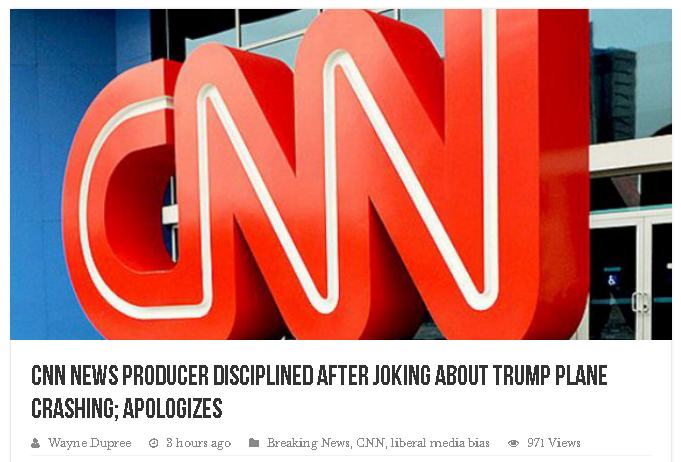 CNN
CNN NEWS PRODUCER DISCIPLINED AFTER JOKING ABOUT TRUMP PLANE
CRASHING; APOLOGIZES
Wayne Dupree 3 hours ago Breaking News, CNN, liberal media bias 971 Views